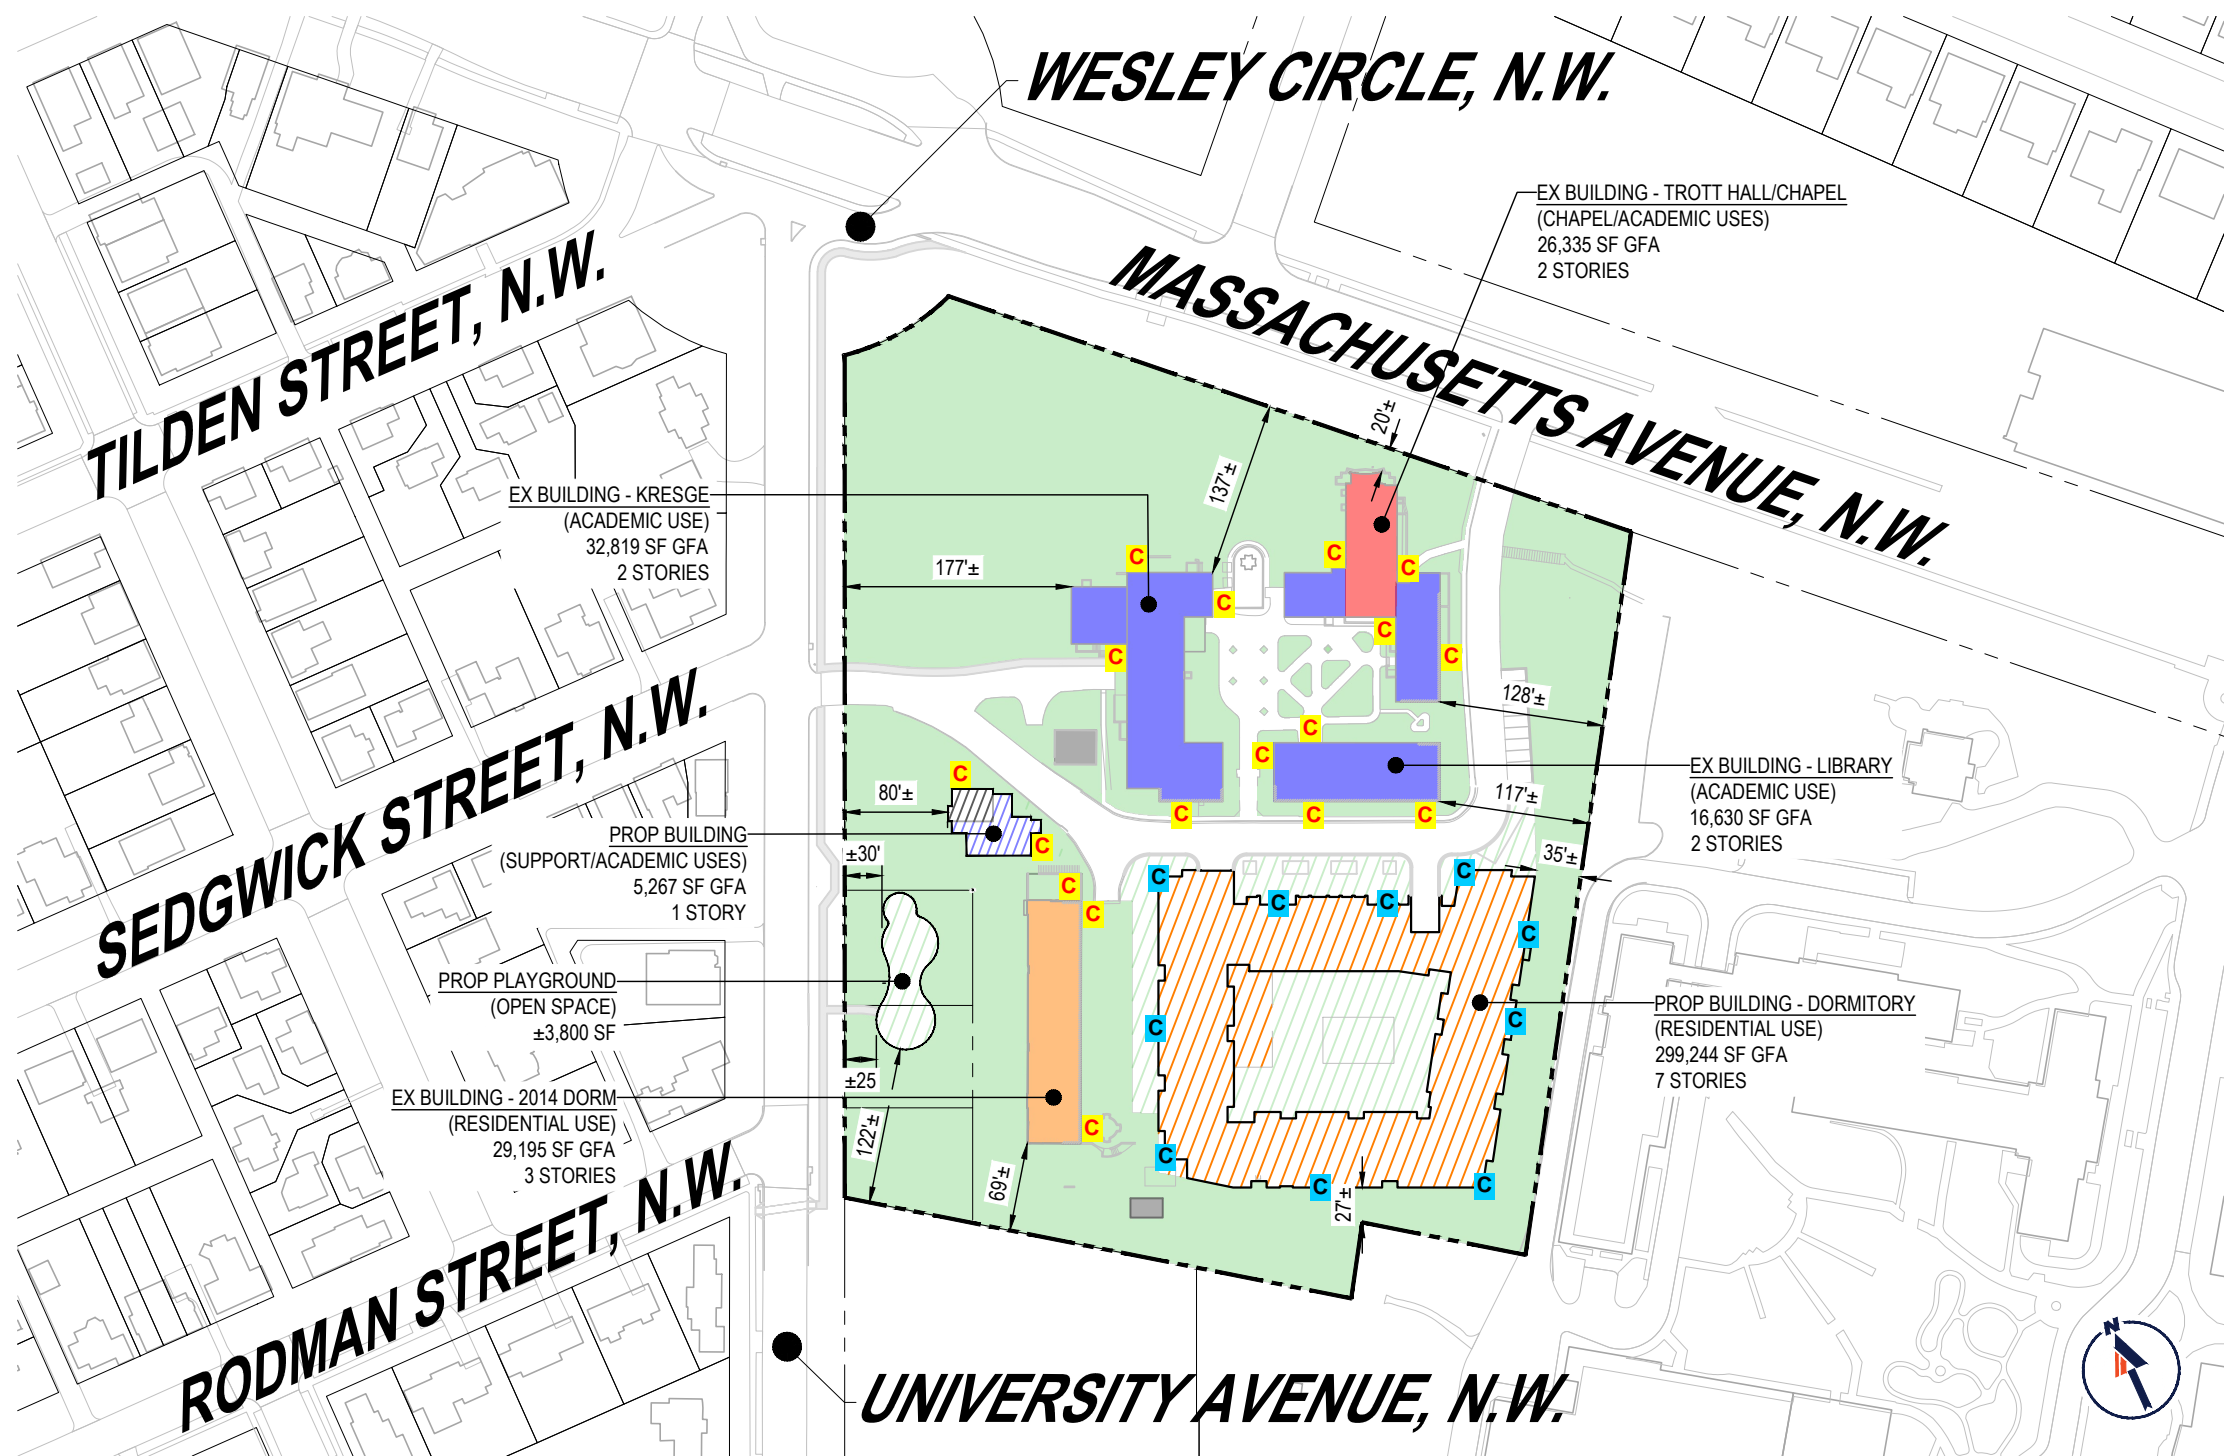 WESLEY CIRCLE, N.W.
EX BUILDING - TROTT HALL/CHAPEL
(CHAPEL/ACADEMIC USES)
26,335 SF GFA
2 STORIES
MASSACHUSETTS AVENUE, N.W.
TILDEN STREET, N.W.
20'±
137'±
EX BUILDING - KRESGE
(ACADEMIC USE)
32,819 SF GFA
2 STORIES
177'±
C
C
C
C
C
C
C
C
128'±
SEDGWICK STREET, N.W.
C
C
EX BUILDING - LIBRARY
(ACADEMIC USE)
16,630 SF GFA
2 STORIES
C
80'±
117'±
C
C
C
PROP BUILDING
(SUPPORT/ACADEMIC USES)
5,267 SF GFA
1 STORY
C
±30'
35'±
C
C
C
C
C
C
C
C
PROP PLAYGROUND
(OPEN SPACE)
±3,800 SF
PROP BUILDING - DORMITORY
(RESIDENTIAL USE)
299,244 SF GFA
7 STORIES
C
C
±25
EX BUILDING - 2014 DORM
(RESIDENTIAL USE)
29,195 SF GFA
3 STORIES
122'±
C
C
69'±
C
C
27'±
RODMAN STREET, N.W.
UNIVERSITY AVENUE, N.W.
N